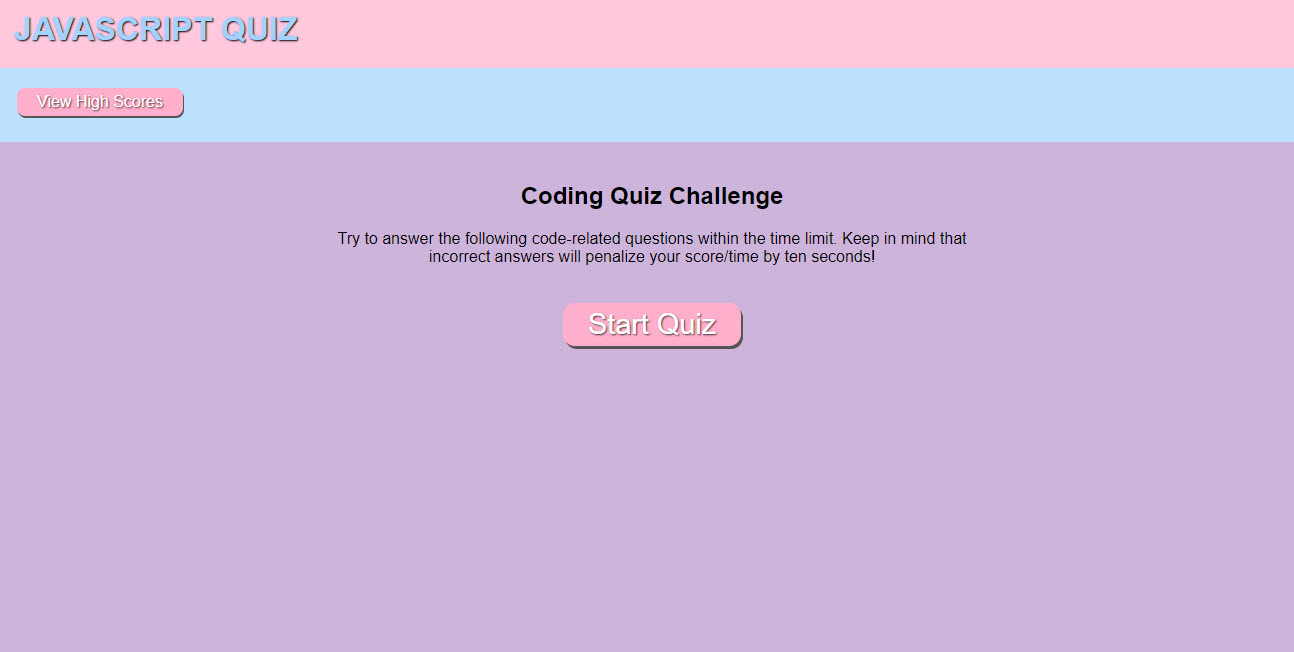 JAVASCRIPT QUIZ
View High Scores
Coding Quiz Challenge
Try to answer the following code-related questions within the time limit. Keep in mind that
incorrect answers will penalize your score/time by ten seconds!
Start Quiz